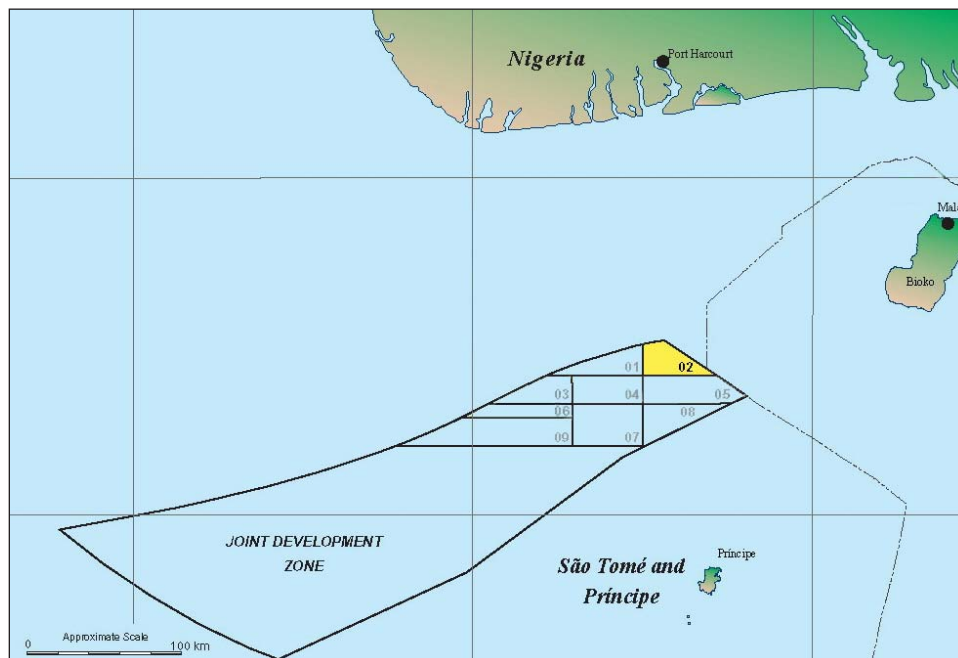 Nigeria
Port Harcourt
Mala
Bioko
01
02
03
04
05
06
08
09
07
JOINT DEVELOPMENT
ZONE
São Tomé and
Príncipe
Príncipe
Approximate Scale
0
100 km